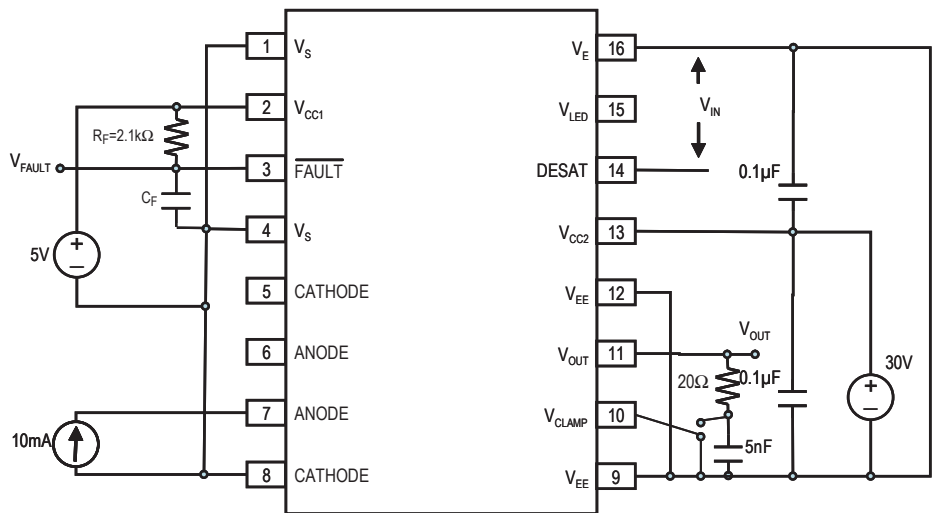 1 V_S
2 V_CC1
3 FAULT
4 V_S
5 CATHODE
6 ANODE
7 ANODE
8 CATHODE
V_E 16
V_LED 15
DESAT 14
V_CC2 13
V_EE 12
V_OUT 11
V_CLAMP 10
V_EE 9
R_F=2.1kΩ
V_FAULT
C_F
+
5V
−
10mA
V_IN
0.1µF
V_OUT
20Ω
0.1µF
5nF
+
30V
−